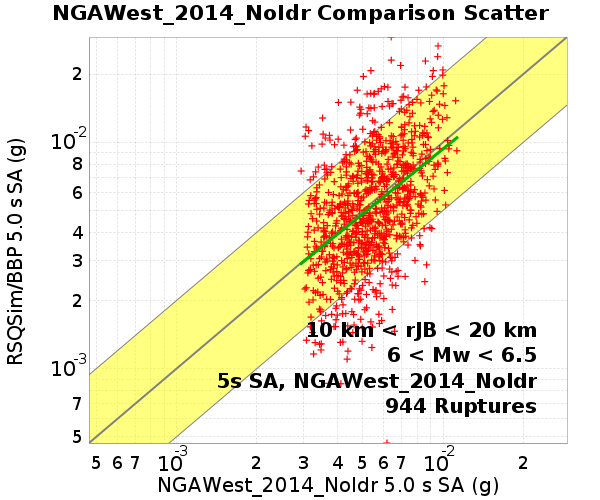 NGAWest_2014_NoIdr Comparison Scatter
RSQSim/BBP 5.0 s SA (g)
2
10-2
8
6
4
3
2
10-3
7
5
10 km < rJB < 20 km
6 < Mw < 6.5
5s SA, NGAWest_2014_NoIdr
944 Ruptures
5 6 7 10-3 2 3 4 5 6 7 10-2 2
NGAWest_2014_NoIdr 5.0 s SA (g)